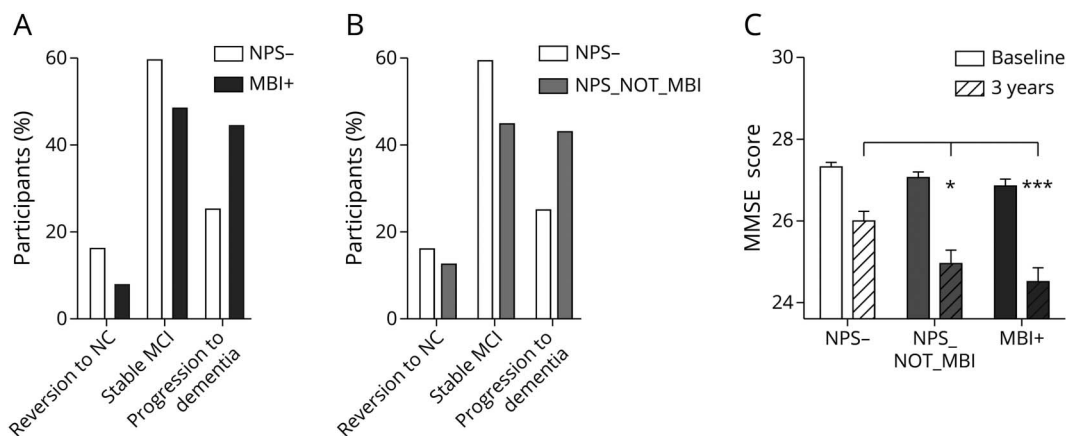 A
NPS–
MBI+
Participants (%)
60
40
20
0
Reversion to NC
Stable MCI
Progression to
dementia
B
NPS–
NPS_NOT_MBI
Participants (%)
60
40
20
0
Reversion to NC
Stable MCI
Progression to
dementia
C
Baseline
3 years
MMSE score
30
28
26
24
*
***
NPS–
NPS_
NOT_MBI
MBI+